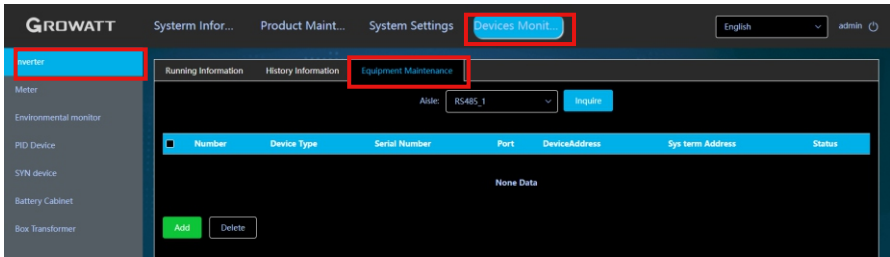 GROWATT Systerm Infor... Product Maint... System Settings Devices Monit... English admin
Inverter
Running Information History Information Equipment Maintenance
Meter
Aisle: RS485_1 Inquire
Environmental monitor
PID Device
Number Device Type Serial Number Port DeviceAddress Sys term Address Status
SYN device
None Data
Battery Cabinet
Box Transformer
Add Delete